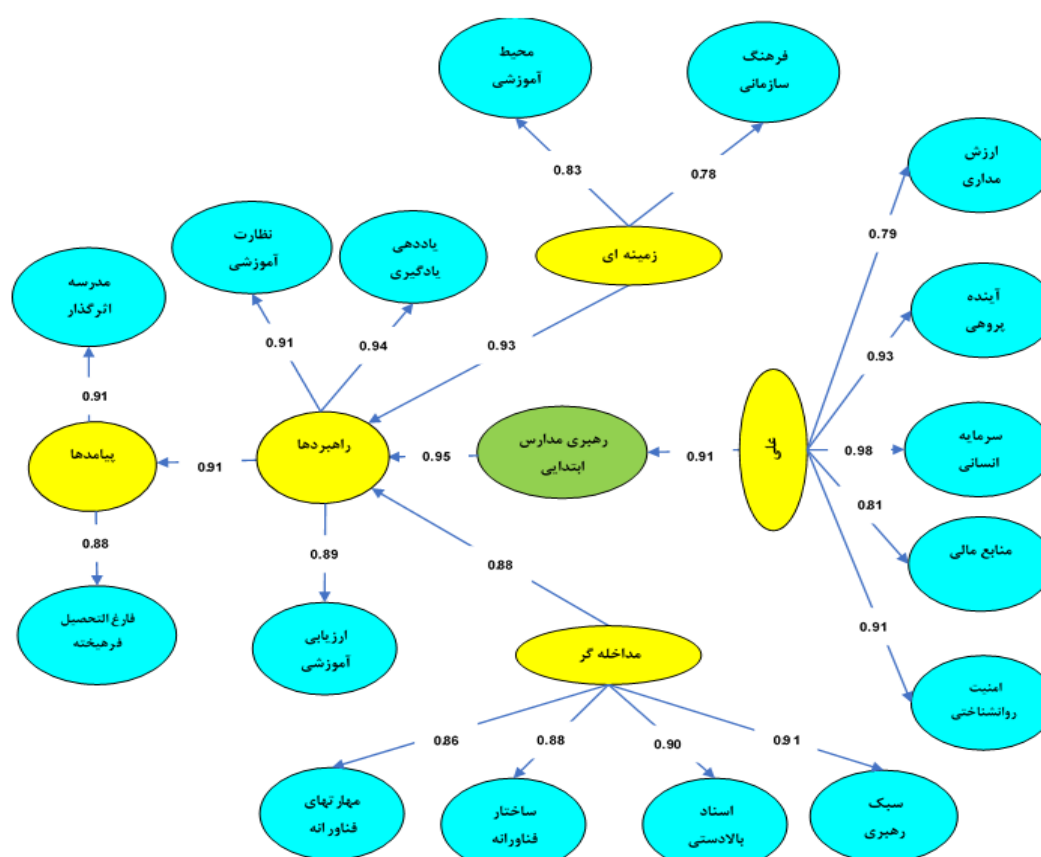 محیط
آموزشی
فرهنگ
سازمانی
ارزش
مداری
0.83
0.78
نظارت
آموزشی
یاددهی
یادگیری
زمینه ای
0.79
مدرسه
اثرگذار
آینده
پروهی
0.91
0.94
0.93
0.93
0.91
پیامدها
0.91
راهبردها
0.95
رهبری مدارس
ابتدایی
0.91
علی
0.98
سرمایه
انسانی
0.81
منابع مالی
0.88
0.89
0.88
فارغ التحصیل
فرهیخته
ارزیابی
آموزشی
مداخله گر
0.91
امنیت
روانشناختی
0.86
0.88
0.90
0.91
مهارتهای
فناورانه
ساختار
فناورانه
اسناد
بالادستی
سبک
رهبری